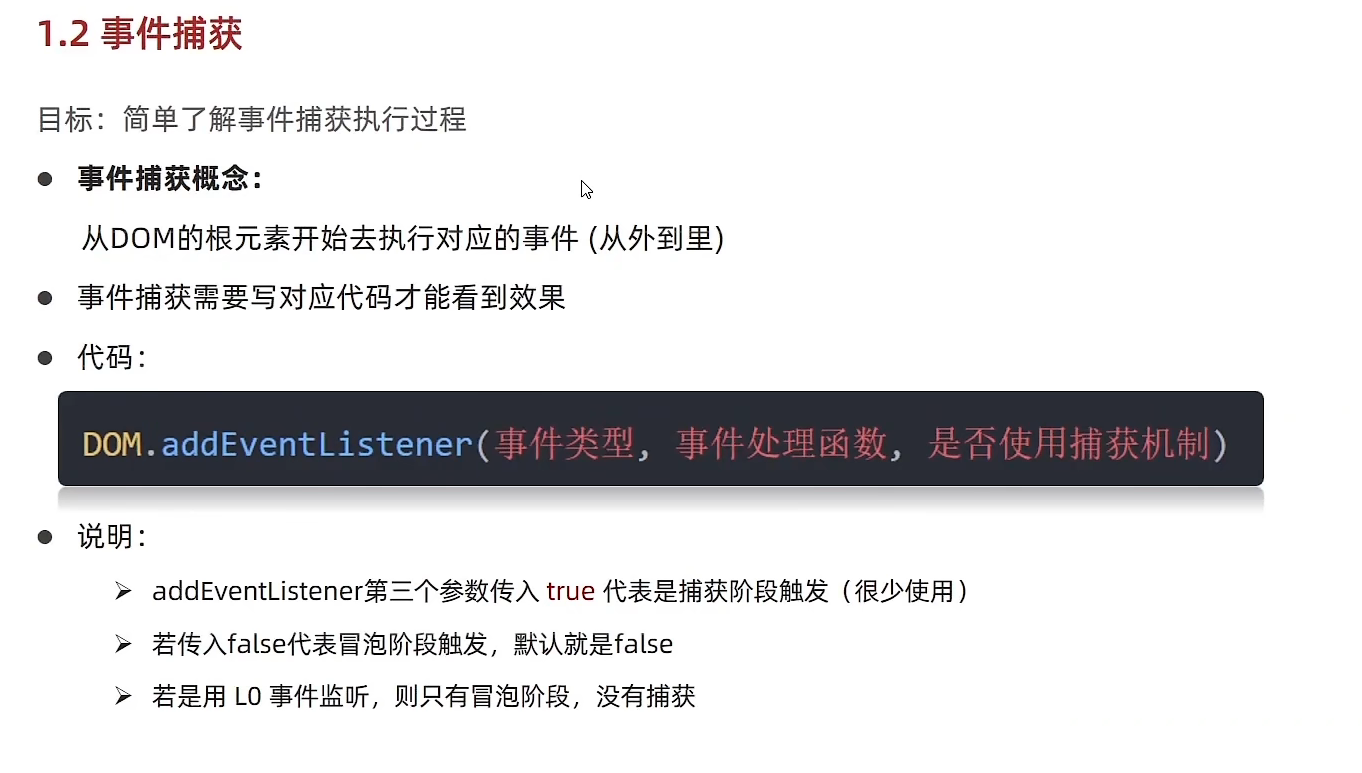 1.2 事件捕获
目标：简单了解事件捕获执行过程
事件捕获概念：
从DOM的根元素开始去执行对应的事件 (从外到里)
事件捕获需要写对应代码才能看到效果
代码：
DOM.addEventListener(事件类型, 事件处理函数, 是否使用捕获机制)
说明：
addEventListener第三个参数传入 true 代表是捕获阶段触发（很少使用）
若传入false代表冒泡阶段触发，默认就是false
若是用 L0 事件监听，则只有冒泡阶段，没有捕获